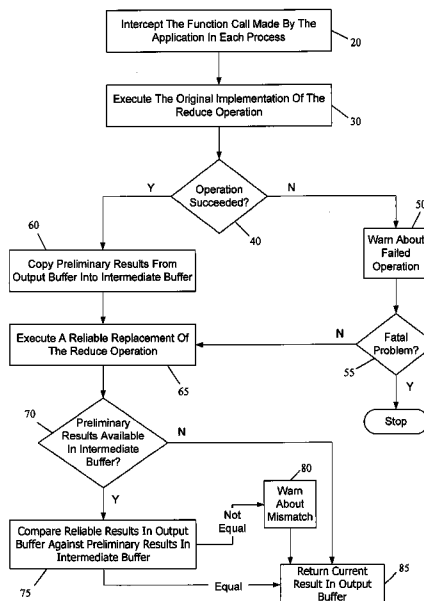 Intercept The Function Call Made By The
Application In Each Process
20
Execute The Original Implementation Of The
Reduce Operation
30
Y
Operation
Succeeded?
N
40
50
Warn About
Failed
Operation
60
Copy Preliminary Results From
Output Buffer Into Intermediate Buffer
Execute A Reliable Replacement Of
The Reduce Operation
65
N
Fatal
Problem?
55
Y
Stop
70
Preliminary
Results Available
In Intermediate
Buffer?
N
Y
80
Warn
About
Mismatch
Not
Equal
Compare Reliable Results In Output
Buffer Against Preliminary Results In
Intermediate Buffer
75
Equal
Return Current
Result In Output
Buffer
85